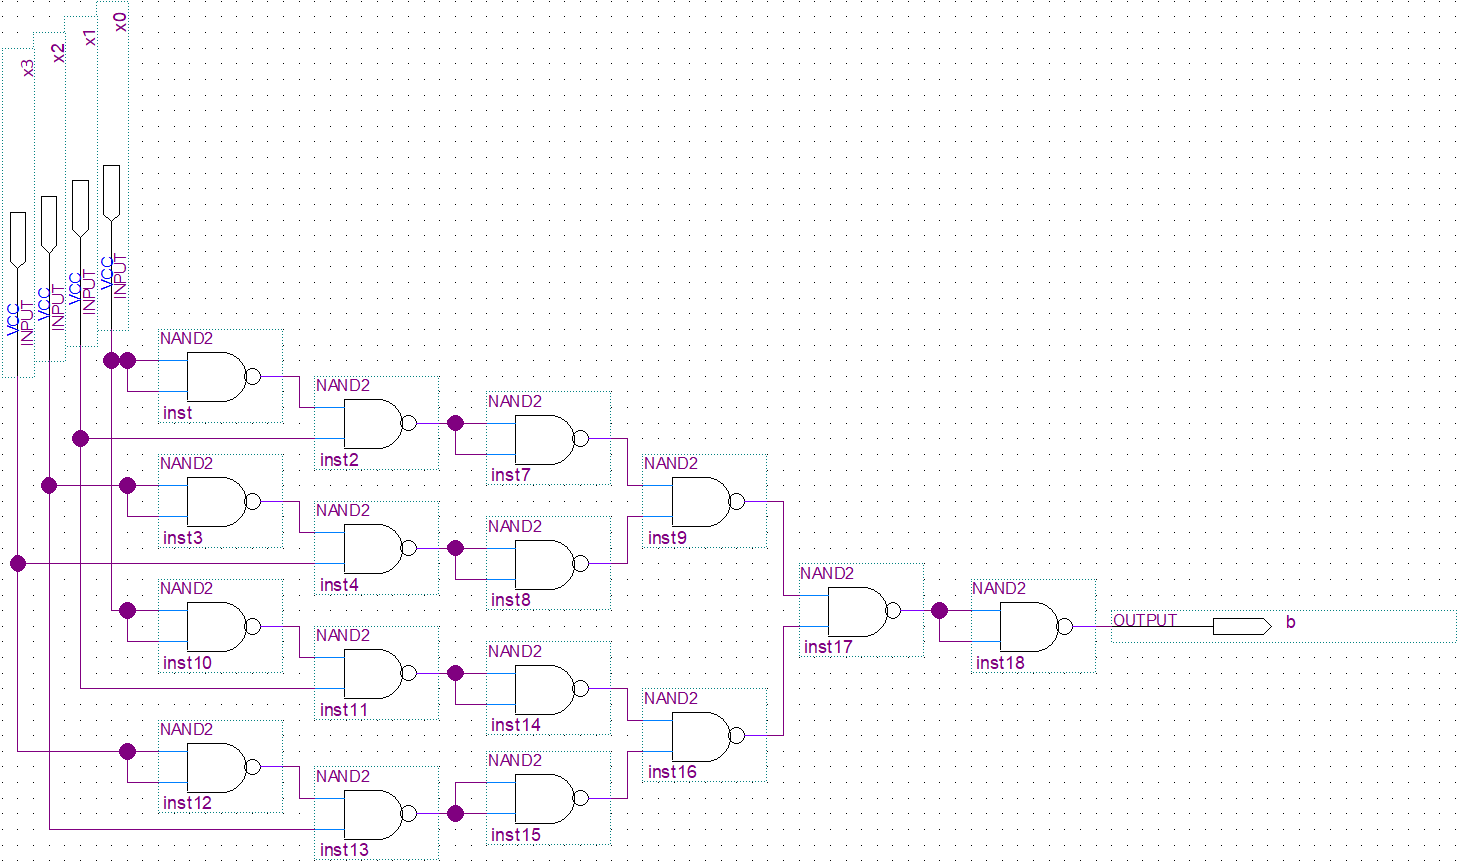 x3
x2
x1
x0
VCC
INPUT
VCC
INPUT
VCC
INPUT
VCC
INPUT
NAND2
inst
NAND2
inst2
NAND2
inst7
NAND2
inst3
NAND2
inst4
NAND2
inst8
NAND2
inst9
NAND2
inst10
NAND2
inst11
NAND2
inst14
NAND2
inst12
NAND2
inst13
NAND2
inst15
NAND2
inst16
NAND2
inst17
NAND2
inst18
OUTPUT
b